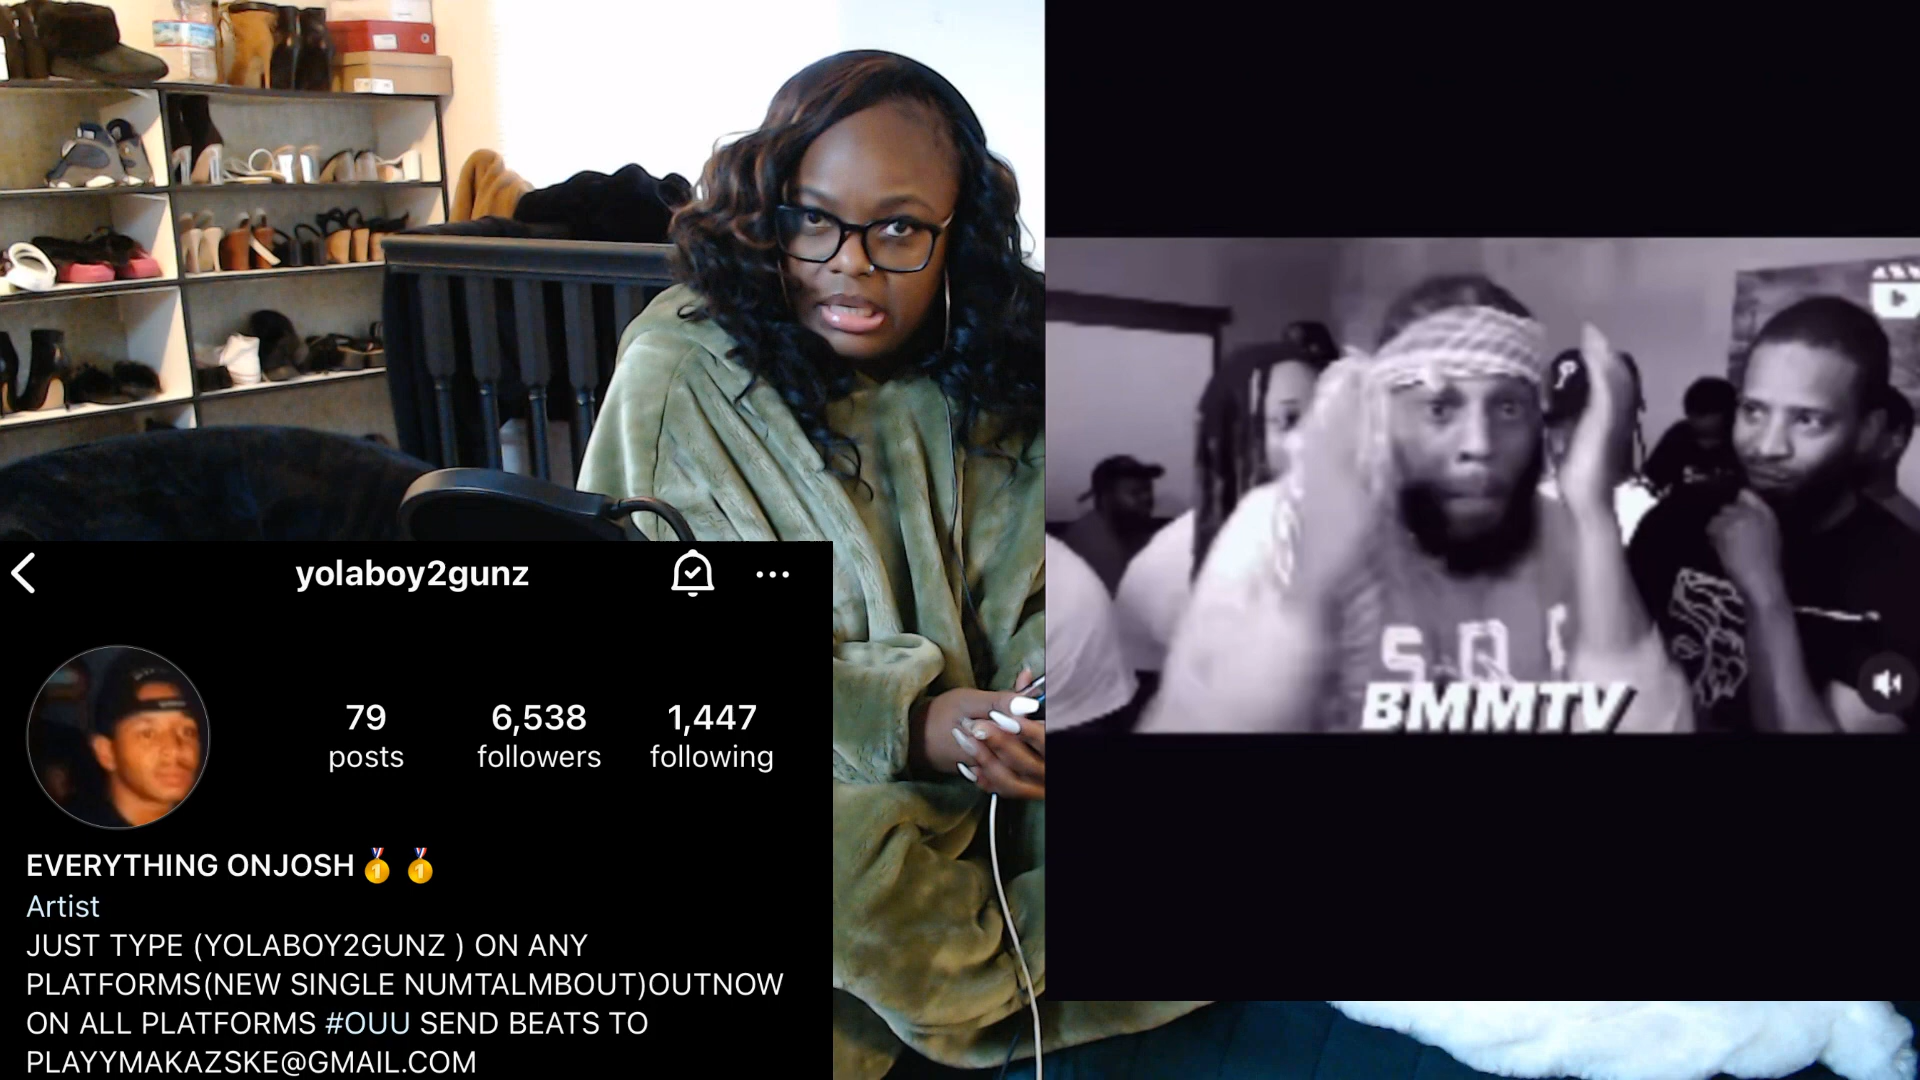 yolaboy2gunz
79 6,538 1,447
posts followers following
EVERYTHING ONJOSH🥇 🥇
Artist
JUST TYPE (YOLABOY2GUNZ ) ON ANY
PLATFORMS(NEW SINGLE NUMTALMBOUT)OUTNOW
ON ALL PLATFORMS #OUU SEND BEATS TO
PLAYYMAKAZSKE@GMAIL.COM
BMMTV